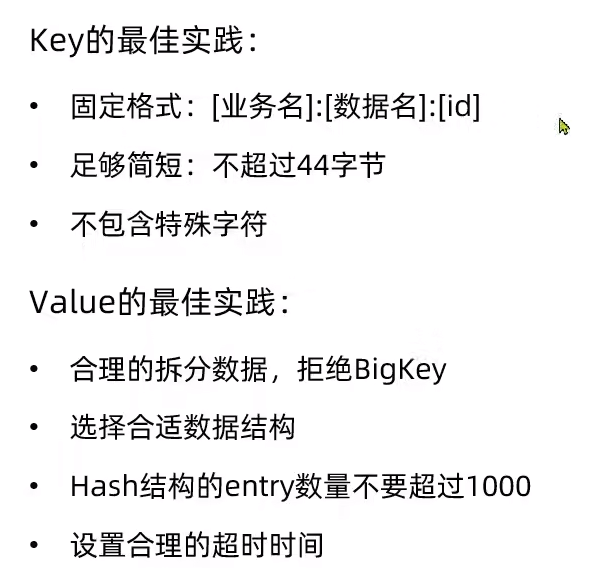 Key的最佳实践：
• 固定格式：[业务名]:[数据名]:[id]
• 足够简短：不超过44字节
• 不包含特殊字符
Value的最佳实践：
• 合理的拆分数据，拒绝BigKey
• 选择合适数据结构
• Hash结构的entry数量不要超过1000
• 设置合理的超时时间